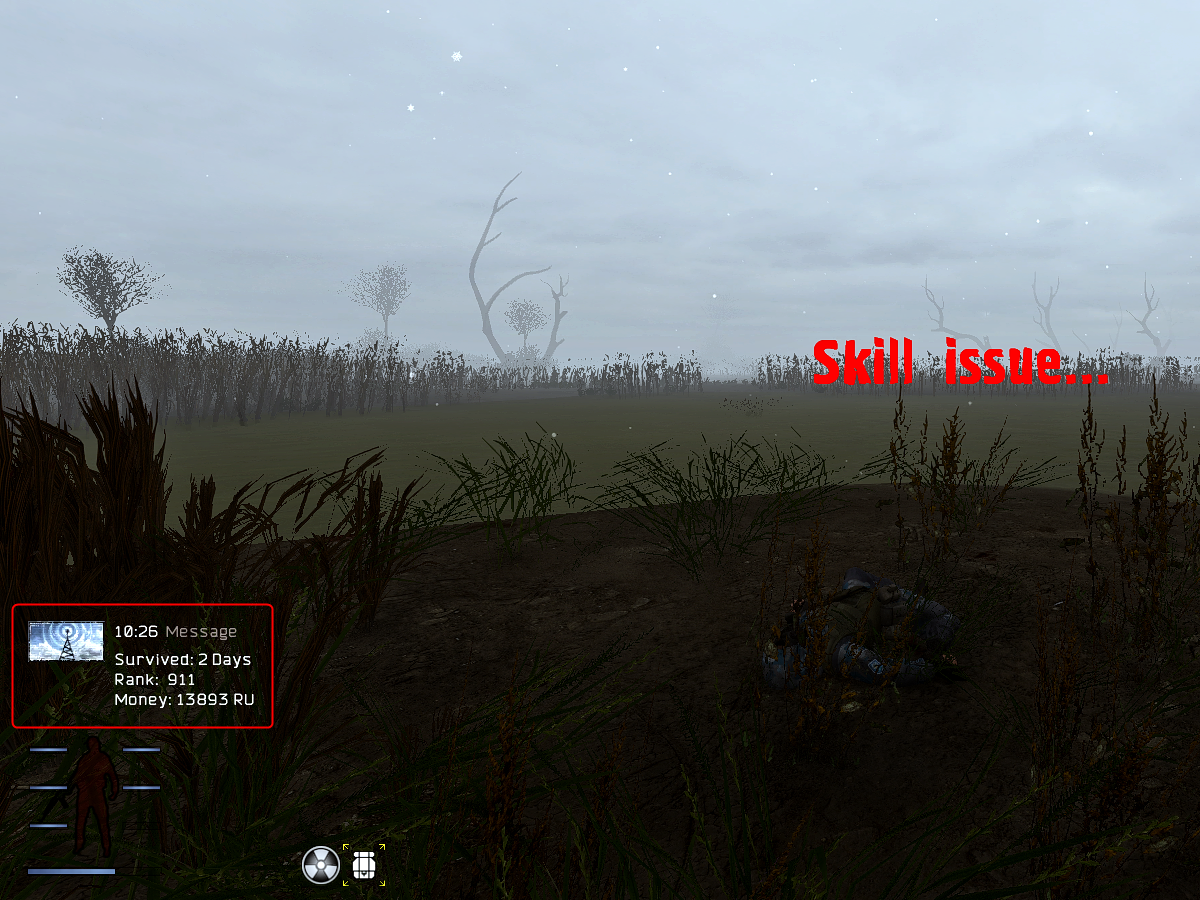 Skill issue...
10:26 Message
Survived: 2 Days
Rank: 911
Money: 13893 RU